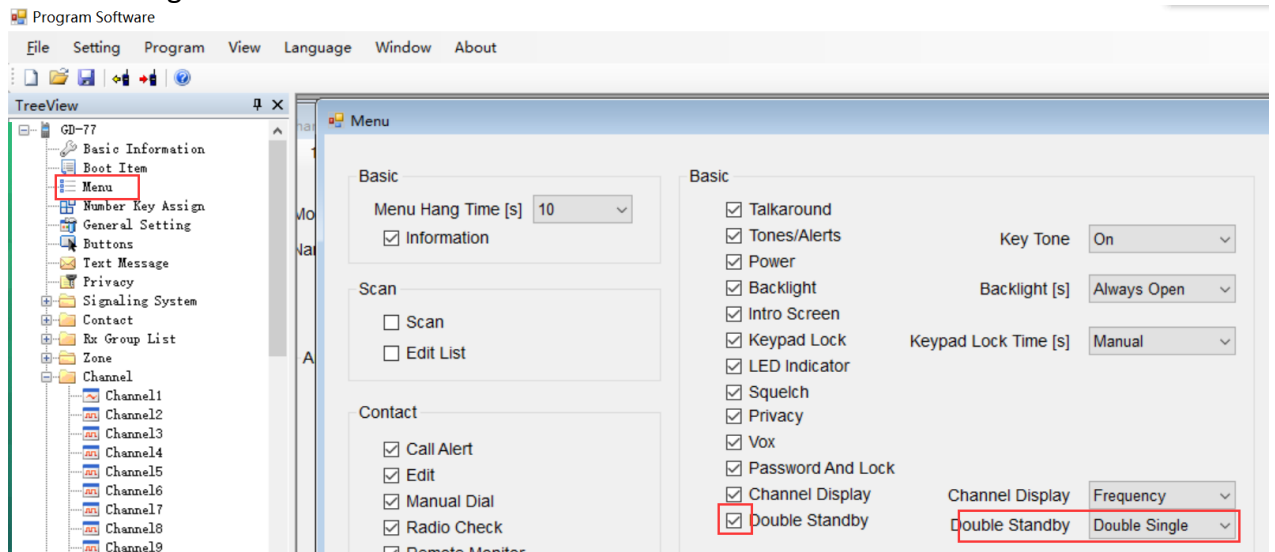 Program Software
File Setting Program View Language Window About
TreeView
GD-77
Basic Information
Boot Item
Menu
Number Key Assign
General Setting
Buttons
Text Message
Privacy
Signaling System
Contact
Rx Group List
Zone
Channel
Channel1
Channel2
Channel3
Channel4
Channel5
Channel6
Channel7
Channel8
Channel9
Menu
Basic
Menu Hang Time [s] 10
Information
Scan
Scan
Edit List
Contact
Call Alert
Edit
Manual Dial
Radio Check
Remote Monitor
Basic
Talkaround
Tones/Alerts Key Tone On
Power
Backlight Backlight [s] Always Open
Intro Screen
Keypad Lock Keypad Lock Time [s] Manual
LED Indicator
Squelch
Privacy
Vox
Password And Lock
Channel Display Channel Display Frequency
Double Standby Double Standby Double Single